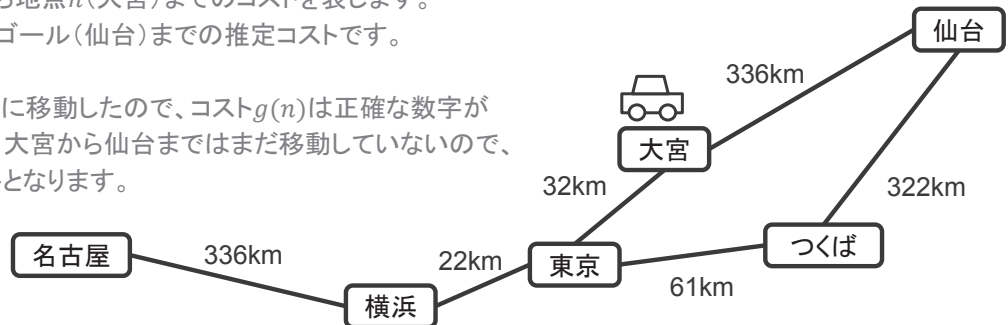 ら地点n(大宮)までのコストを表します。
ゴール(仙台)までの推定コストです。
に移動したので、コストg(n)は正確な数字が
大宮から仙台まではまだ移動していないので、
となります。
仙台
336km
大宮
32km
322km
名古屋
336km
22km
東京
つくば
61km
横浜